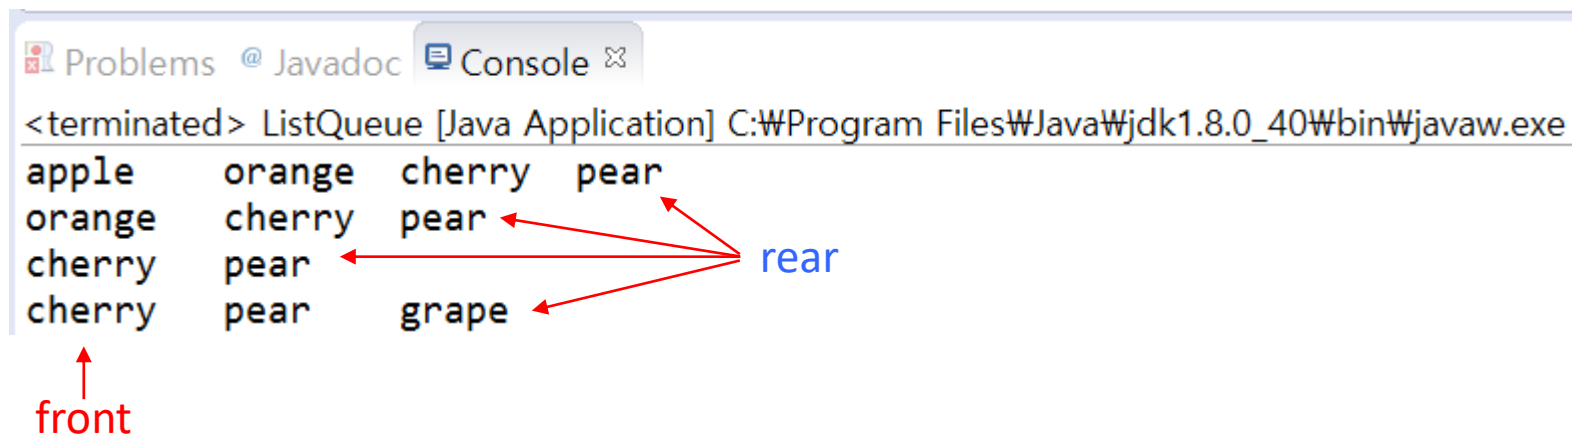 Problems @ Javadoc Console
<terminated> ListQueue [Java Application] C:₩Program Files₩Java₩jdk1.8.0_40₩bin₩javaw.exe
apple orange cherry pear
orange cherry pear
cherry pear
rear
cherry pear grape
front